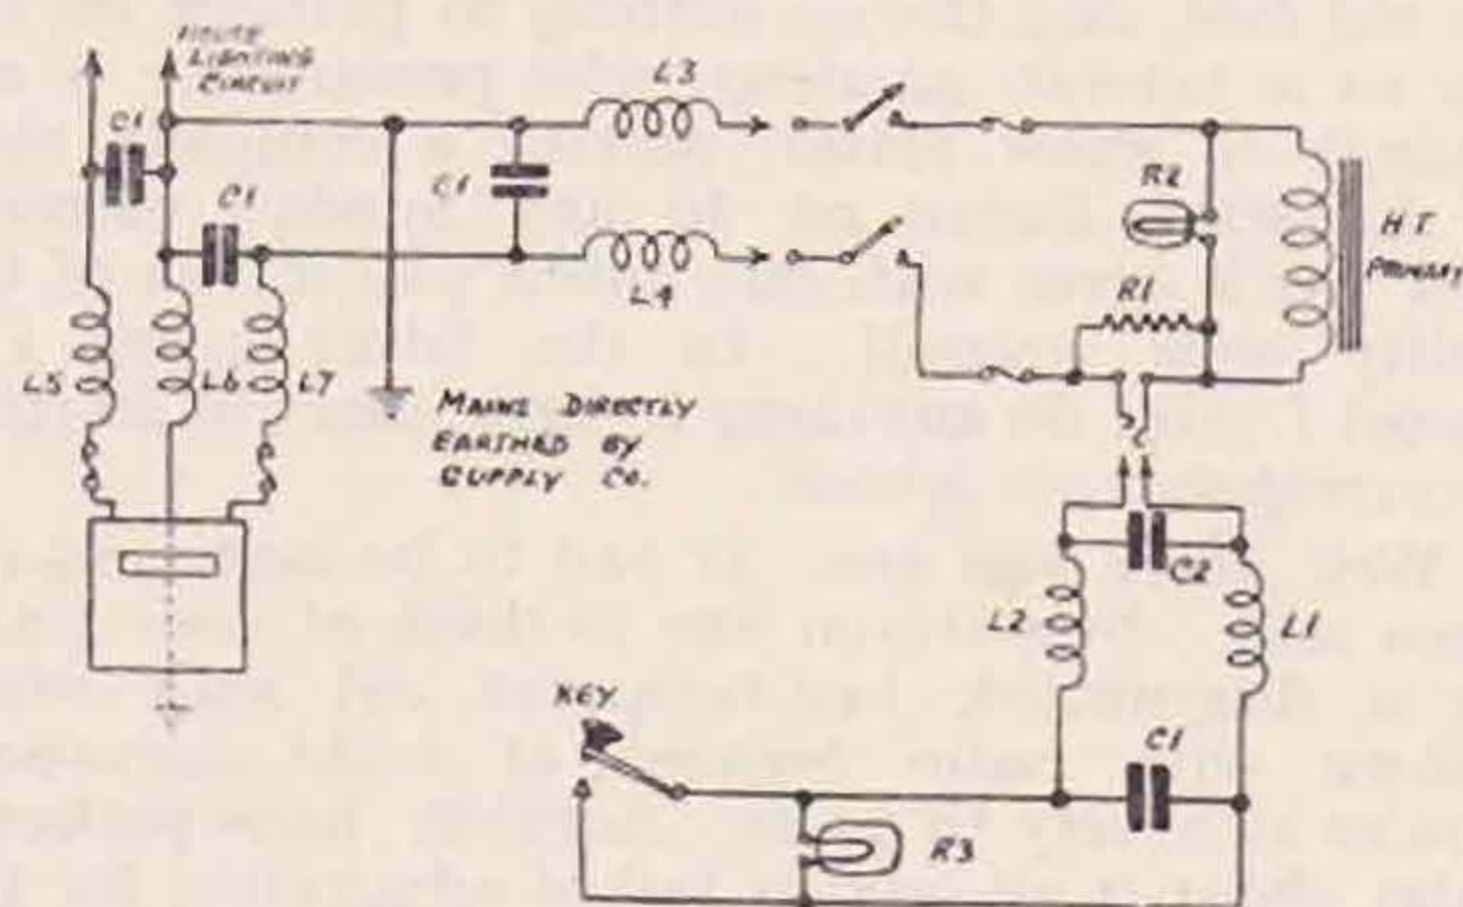 HOUSE
LIGHTING
CIRCUIT
C1
L3
C1
C1
R2
H.T.
PRIMARY
L4
R1
L5
L6
L7
MAINS DIRECTLY
EARTHED BY
SUPPLY CO.
C2
L2
L1
KEY
C1
R3